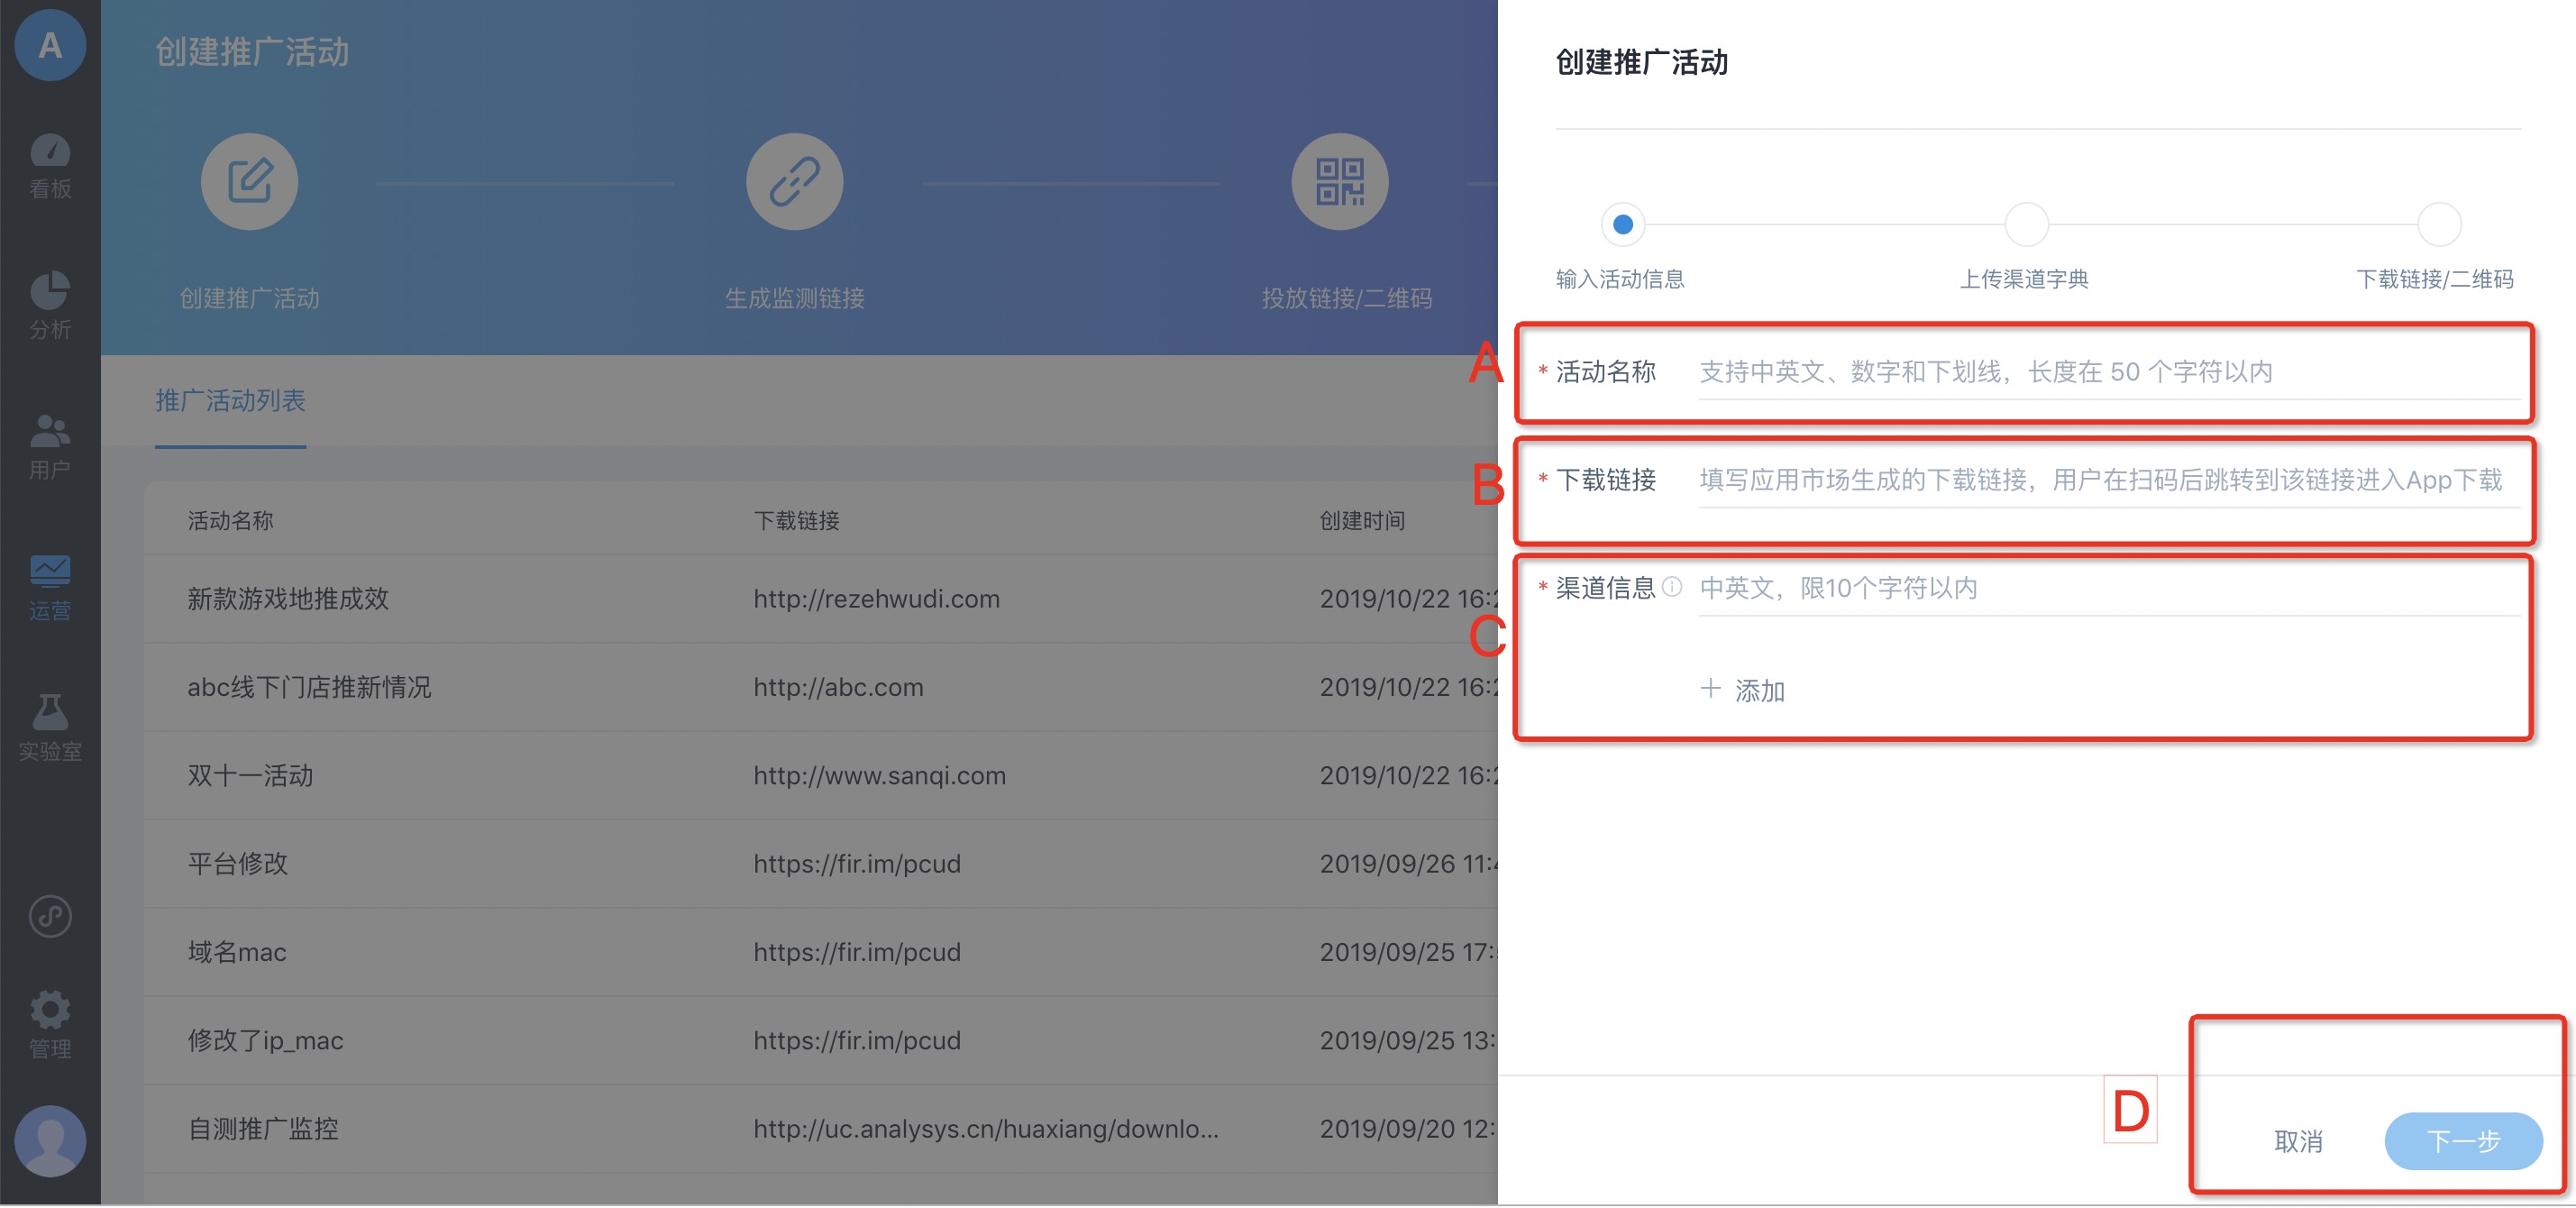 A
看板
分析
用户
运营
实验室
管理
创建推广活动
创建推广活动
生成监测链接
投放链接/二维码
推广活动列表
活动名称 下载链接 创建时间
新款游戏地推成效 http://rezehwudi.com 2019/10/22 16:2
abc线下门店推新情况 http://abc.com 2019/10/22 16:2
双十一活动 http://www.sanqi.com 2019/10/22 16:2
平台修改 https://fir.im/pcud 2019/09/26 11:4
域名mac https://fir.im/pcud 2019/09/25 17:
修改了ip_mac https://fir.im/pcud 2019/09/25 13:
自测推广监控 http://uc.analysys.cn/huaxiang/downlo... 2019/09/20 12:
创建推广活动
输入活动信息
上传渠道字典
下载链接/二维码
A
* 活动名称 支持中英文、数字和下划线，长度在 50 个字符以内
B
* 下载链接 填写应用市场生成的下载链接，用户在扫码后跳转到该链接进入App下载
C
* 渠道信息 中英文，限10个字符以内
+ 添加
D
取消 下一步